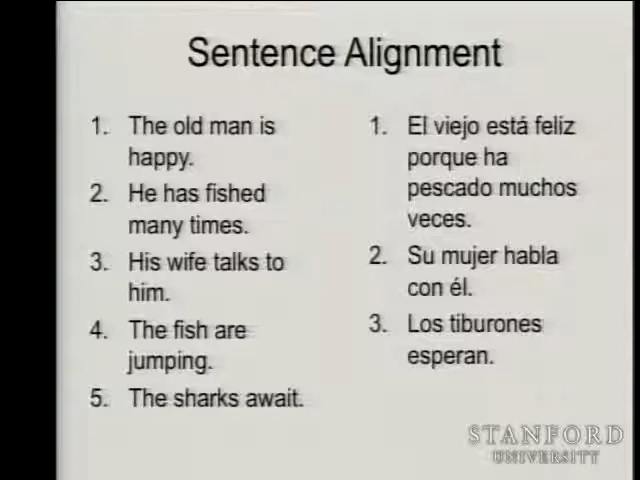 Sentence Alignment
1. The old man is
happy.
2. He has fished
many times.
3. His wife talks to
him.
4. The fish are
jumping.
5. The sharks await.
1. El viejo está feliz
porque ha
pescado muchos
veces.
2. Su mujer habla
con él.
3. Los tiburones
esperan.
STANFORD
UNIVERSITY